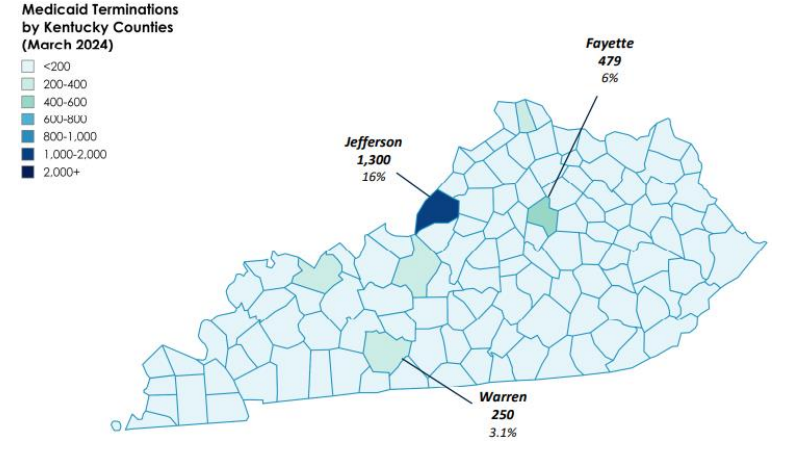 Medicaid Terminations
by Kentucky Counties
(March 2024)
<200
200-400
400-600
600-800
800-1,000
1,000-2,000
2,000+
Fayette
479
6%
Jefferson
1,300
16%
Warren
250
3.1%